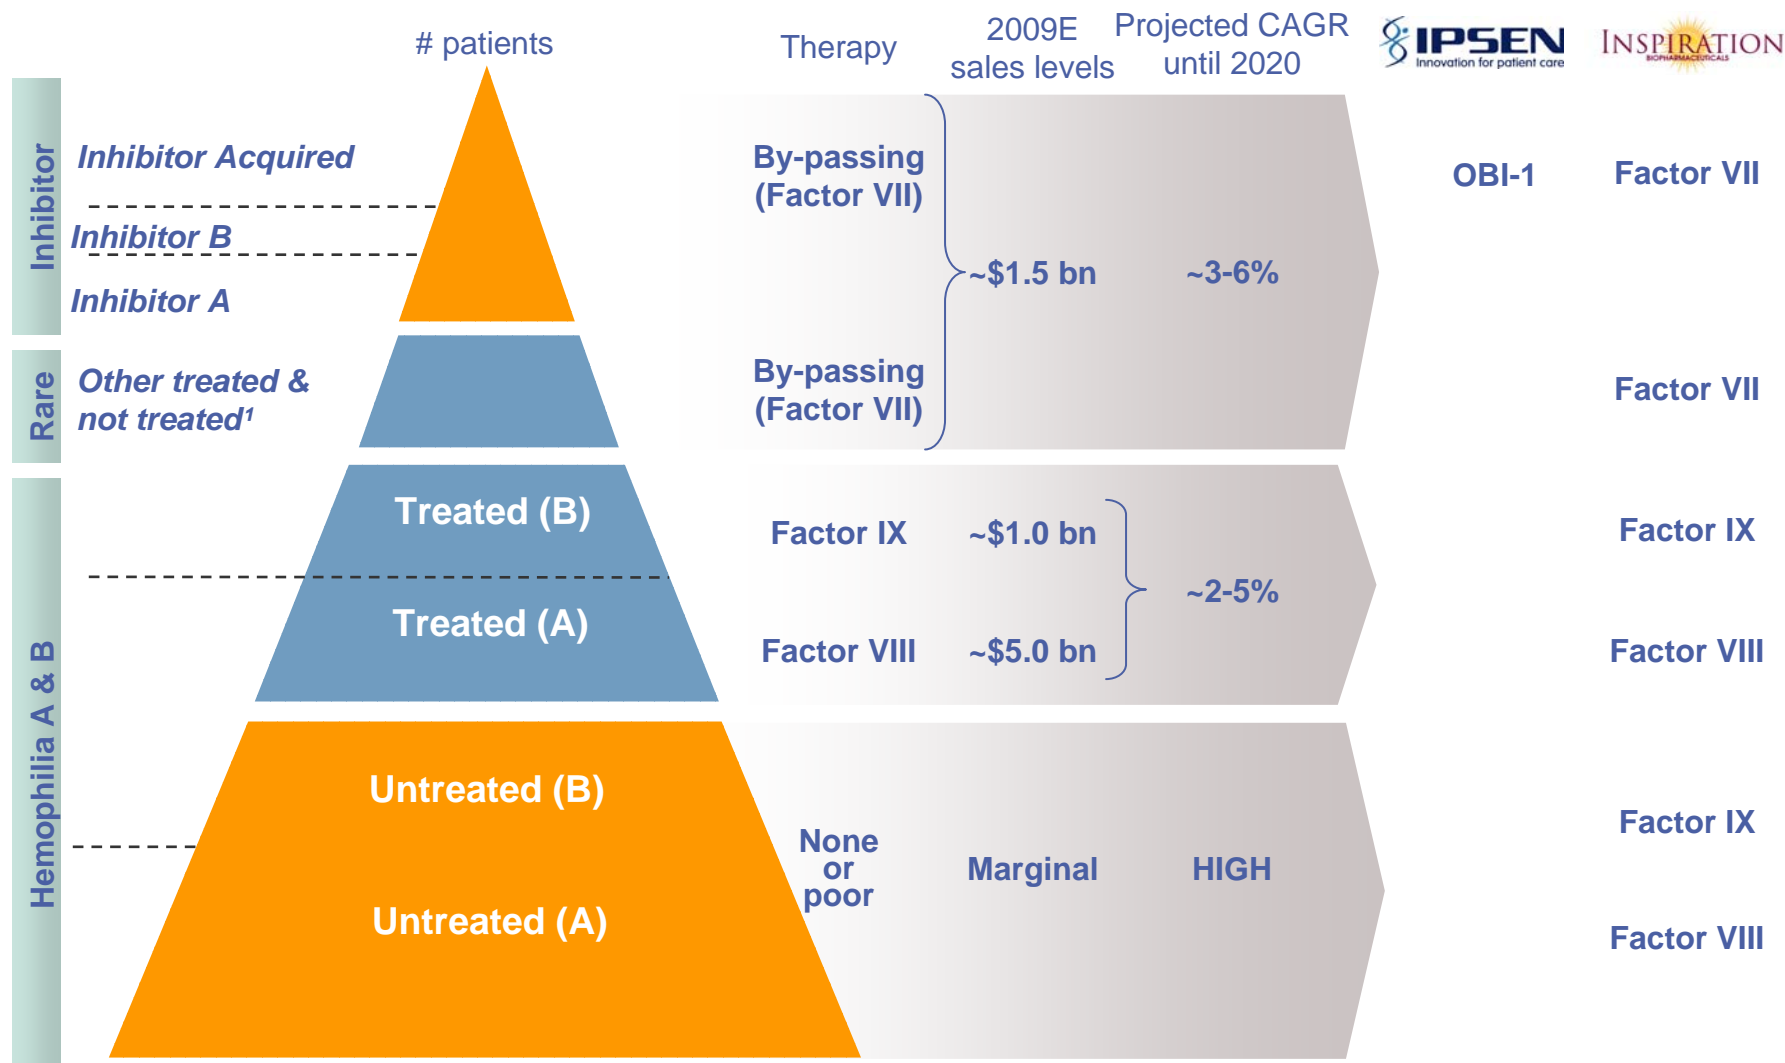 # patients
Therapy
2009E
sales levels
Projected CAGR
until 2020
IPSEN
Innovation for patient care
INSPIRATION
BIOPHARMACEUTICALS
Inhibitor
Inhibitor Acquired
Inhibitor B
Inhibitor A
By-passing
(Factor VII)
~$1.5 bn
~3-6%
OBI-1
Factor VII
Rare
Other treated &
not treated¹
By-passing
(Factor VII)
Factor VII
Hemophilia A & B
Treated (B)
Factor IX
~$1.0 bn
Factor IX
~2-5%
Treated (A)
Factor VIII
~$5.0 bn
Factor VIII
Untreated (B)
Untreated (A)
None
or
poor
Marginal
HIGH
Factor IX
Factor VIII